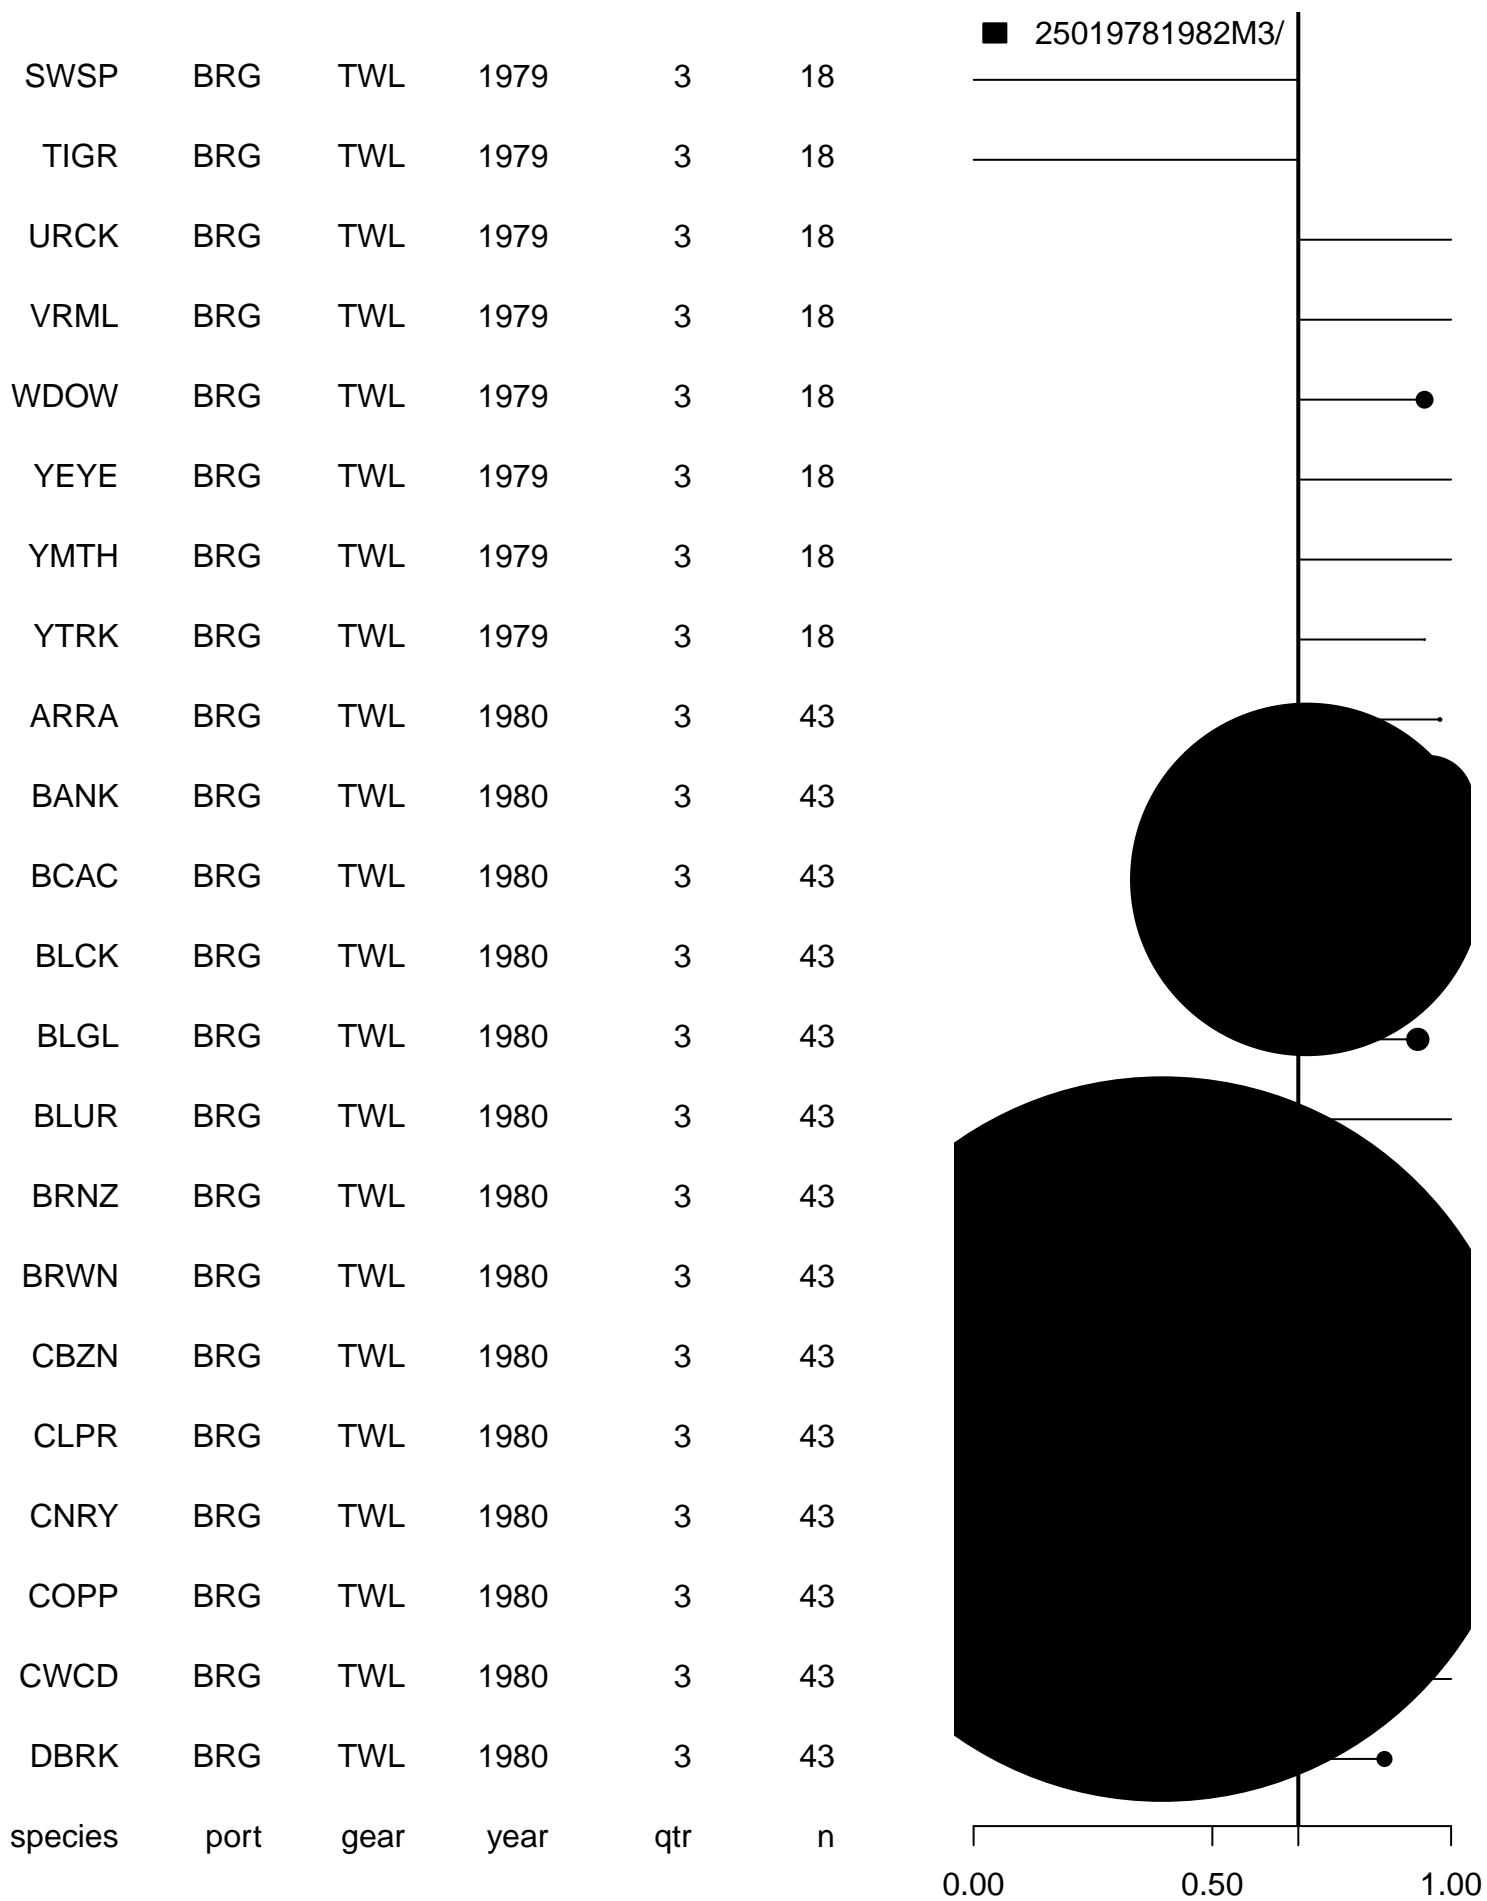 25019781982M3/
SWSP BRG TWL 1979 3 18
TIGR BRG TWL 1979 3 18
URCK BRG TWL 1979 3 18
VRML BRG TWL 1979 3 18
WDOW BRG TWL 1979 3 18
YEYE BRG TWL 1979 3 18
YMTH BRG TWL 1979 3 18
YTRK BRG TWL 1979 3 18
ARRA BRG TWL 1980 3 43
BANK BRG TWL 1980 3 43
BCAC BRG TWL 1980 3 43
BLCK BRG TWL 1980 3 43
BLGL BRG TWL 1980 3 43
BLUR BRG TWL 1980 3 43
BRNZ BRG TWL 1980 3 43
BRWN BRG TWL 1980 3 43
CBZN BRG TWL 1980 3 43
CLPR BRG TWL 1980 3 43
CNRY BRG TWL 1980 3 43
COPP BRG TWL 1980 3 43
CWCD BRG TWL 1980 3 43
DBRK BRG TWL 1980 3 43
species port gear year qtr n
0.00 0.50 1.00